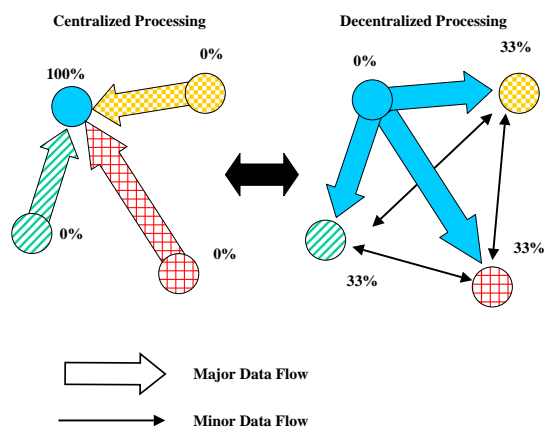 Centralized Processing
Decentralized Processing
0%
33%
100%
0%
0%
0%
33%
33%
Major Data Flow
Minor Data Flow